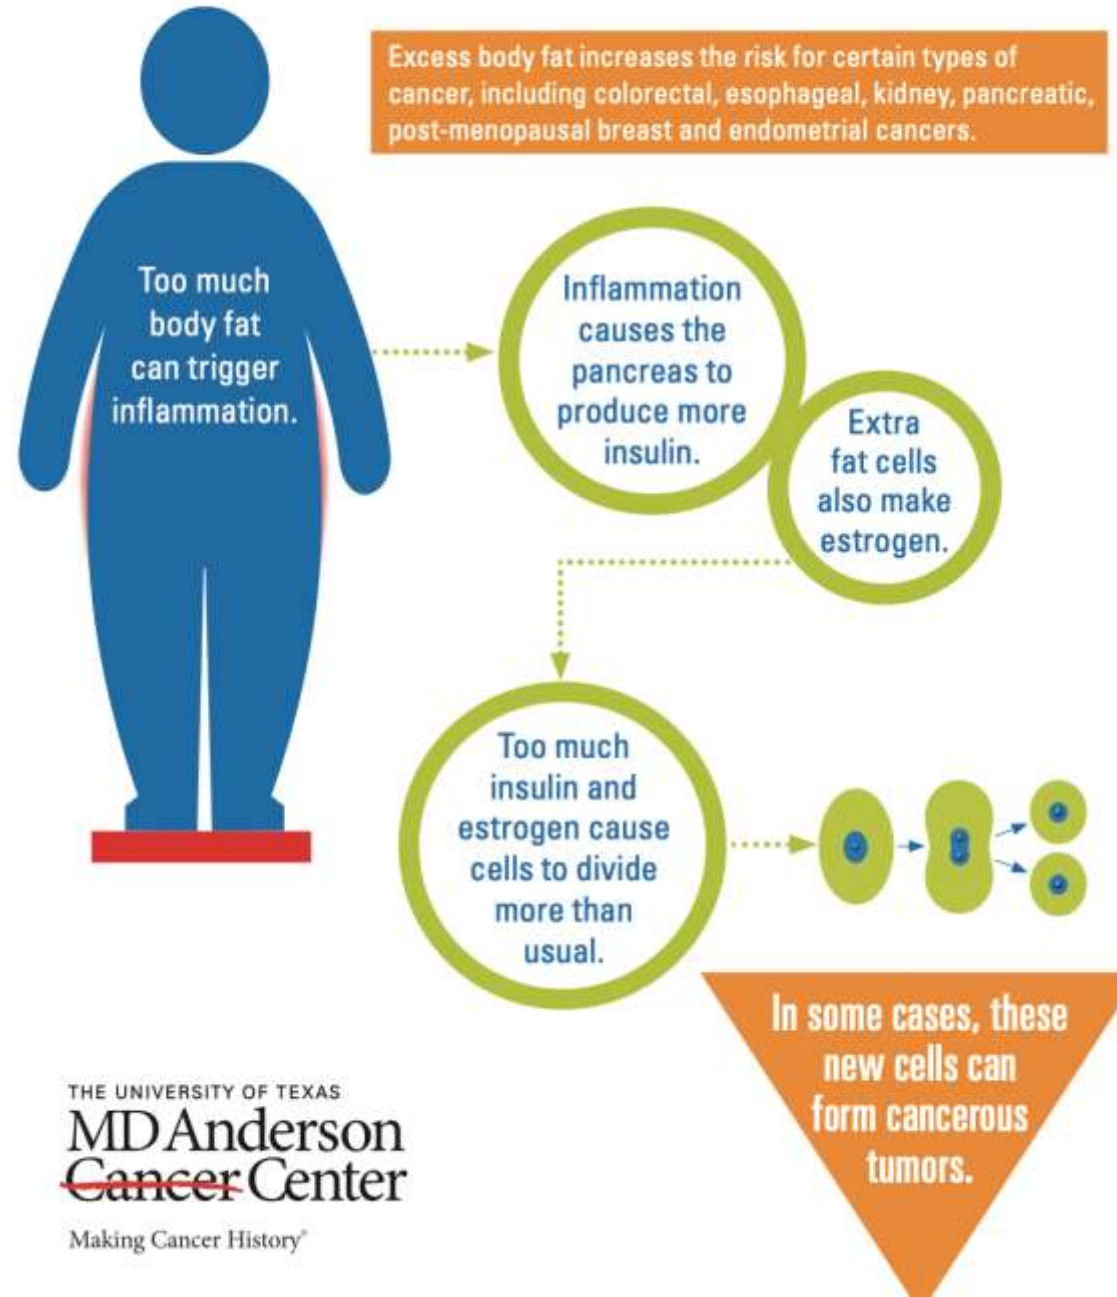 Excess body fat increases the risk for certain types of
cancer, including colorectal, esophageal, kidney, pancreatic,
post-menopausal breast and endometrial cancers.
Too much
body fat
can trigger
inflammation.
Inflammation
causes the
pancreas to
produce more
insulin.
Extra
fat cells
also make
estrogen.
Too much
insulin and
estrogen cause
cells to divide
more than
usual.
In some cases, these
new cells can
form cancerous
tumors.
THE UNIVERSITY OF TEXAS
MD Anderson
Cancer Center
Making Cancer History®